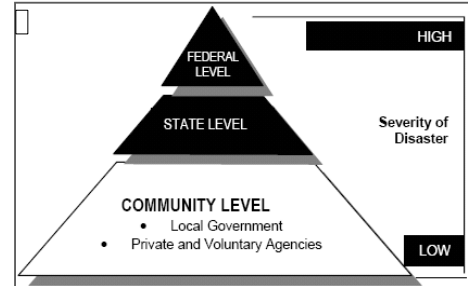 FEDERAL
LEVEL
STATE LEVEL
COMMUNITY LEVEL
• Local Government
• Private and Voluntary Agencies
HIGH
Severity of
Disaster
LOW